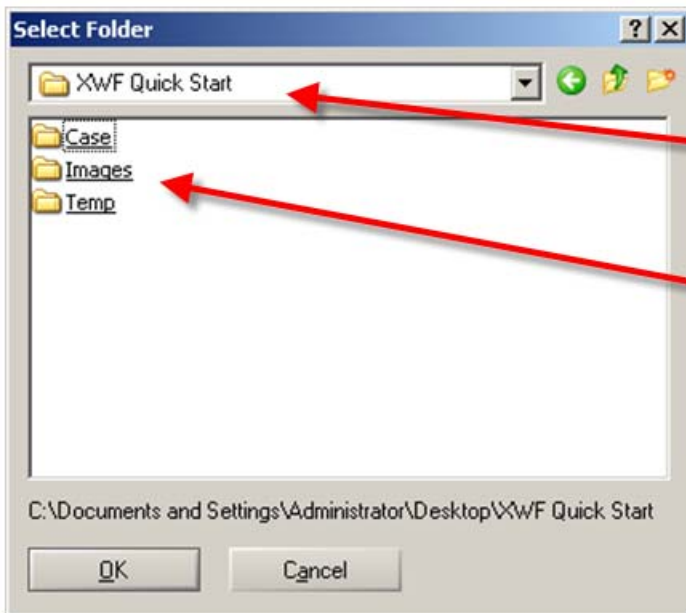 Select Folder
XWF Quick Start
Case
Images
Temp
C:\Documents and Settings\Administrator\Desktop\XWF Quick Start
OK
Cancel